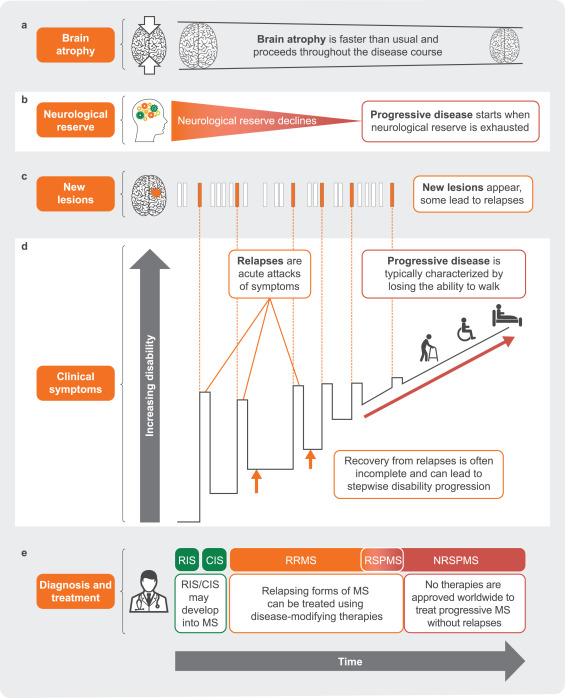 a
Brain
atrophy
Brain atrophy is faster than usual and
proceeds throughout the disease course
b
Neurological
reserve
Neurological reserve declines
Progressive disease starts when
neurological reserve is exhausted
c
New
lesions
New lesions appear,
some lead to relapses
d
Clinical
symptoms
Increasing disability
Relapses are
acute attacks
of symptoms
Progressive disease is
typically characterized by
losing the ability to walk
Recovery from relapses is often
incomplete and can lead to
stepwise disability progression
e
Diagnosis and
treatment
RIS
CIS
RRMS
RSPMS
NRSPMS
RIS/CIS
may
develop
into MS
Relapsing forms of MS
can be treated using
disease-modifying therapies
No therapies are
approved worldwide to
treat progressive MS
without relapses
Time